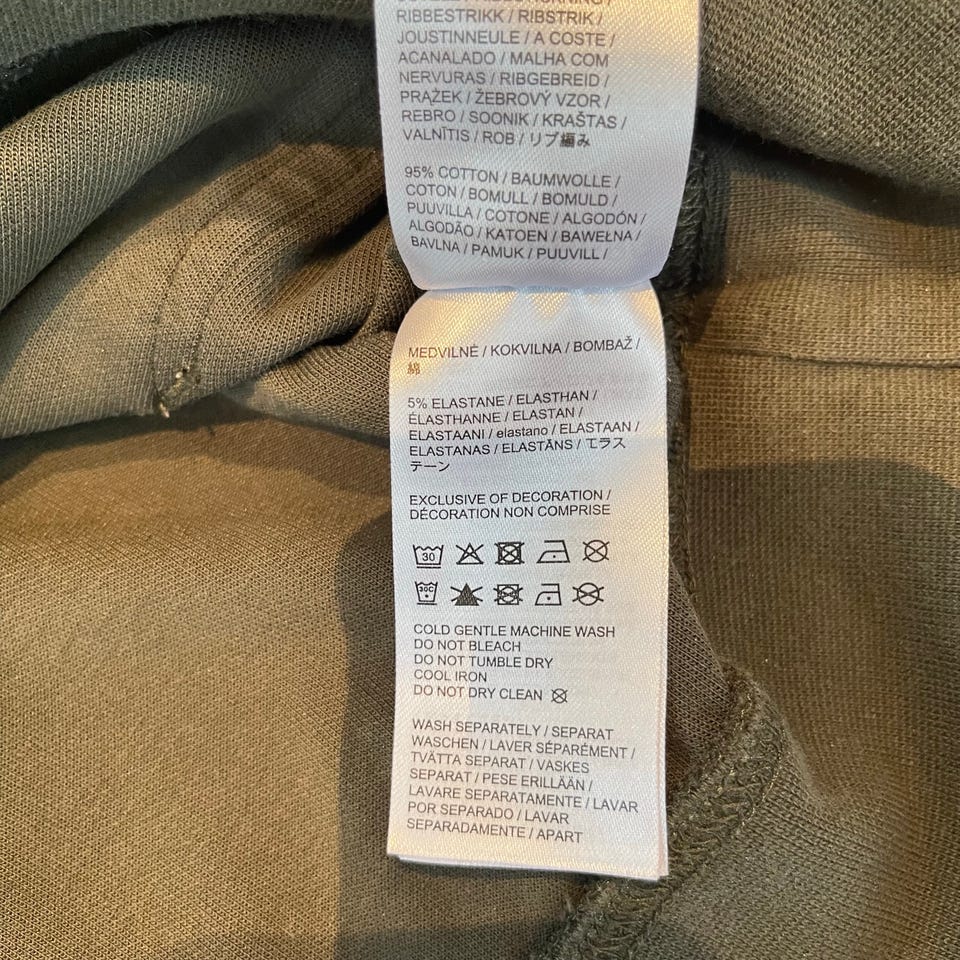 RIBBESTRIKK / RIBSTRIK /
JOUSTINNEULE / A COSTE /
ACANALADO / MALHA COM
NERVURAS / RIBGEBREID /
PRĄŻEK / ŽEBROVÝ VZOR /
REBRO / SOONIK / KRAŠTAS /
VALNĪTIS / ROB / リブ編み
95% COTTON / BAUMWOLLE /
COTON / BOMULL / BOMULD /
PUUVILLA / COTONE / ALGODÓN /
ALGODÃO / KATOEN / BAWEŁNA /
BAVLNA / PAMUK / PUUVILL /
MEDVILNĖ / KOKVILNA / BOMBAŽ /
綿
5% ELASTANE / ELASTHAN /
ÉLASTHANNE / ELASTAN /
ELASTAANI / elastano / ELASTAAN /
ELASTANAS / ELASTĀNS / エラス
テーン
EXCLUSIVE OF DECORATION /
DÉCORATION NON COMPRISE
30
30C
COLD GENTLE MACHINE WASH
DO NOT BLEACH
DO NOT TUMBLE DRY
COOL IRON
DO NOT DRY CLEAN
WASH SEPARATELY / SEPARAT
WASCHEN / LAVER SÉPARÉMENT /
TVÄTTA SEPARAT / VASKES
SEPARAT / PESE ERILLÄÄN /
LAVARE SEPARATAMENTE / LAVAR
POR SEPARADO / LAVAR
SEPARADAMENTE / APART